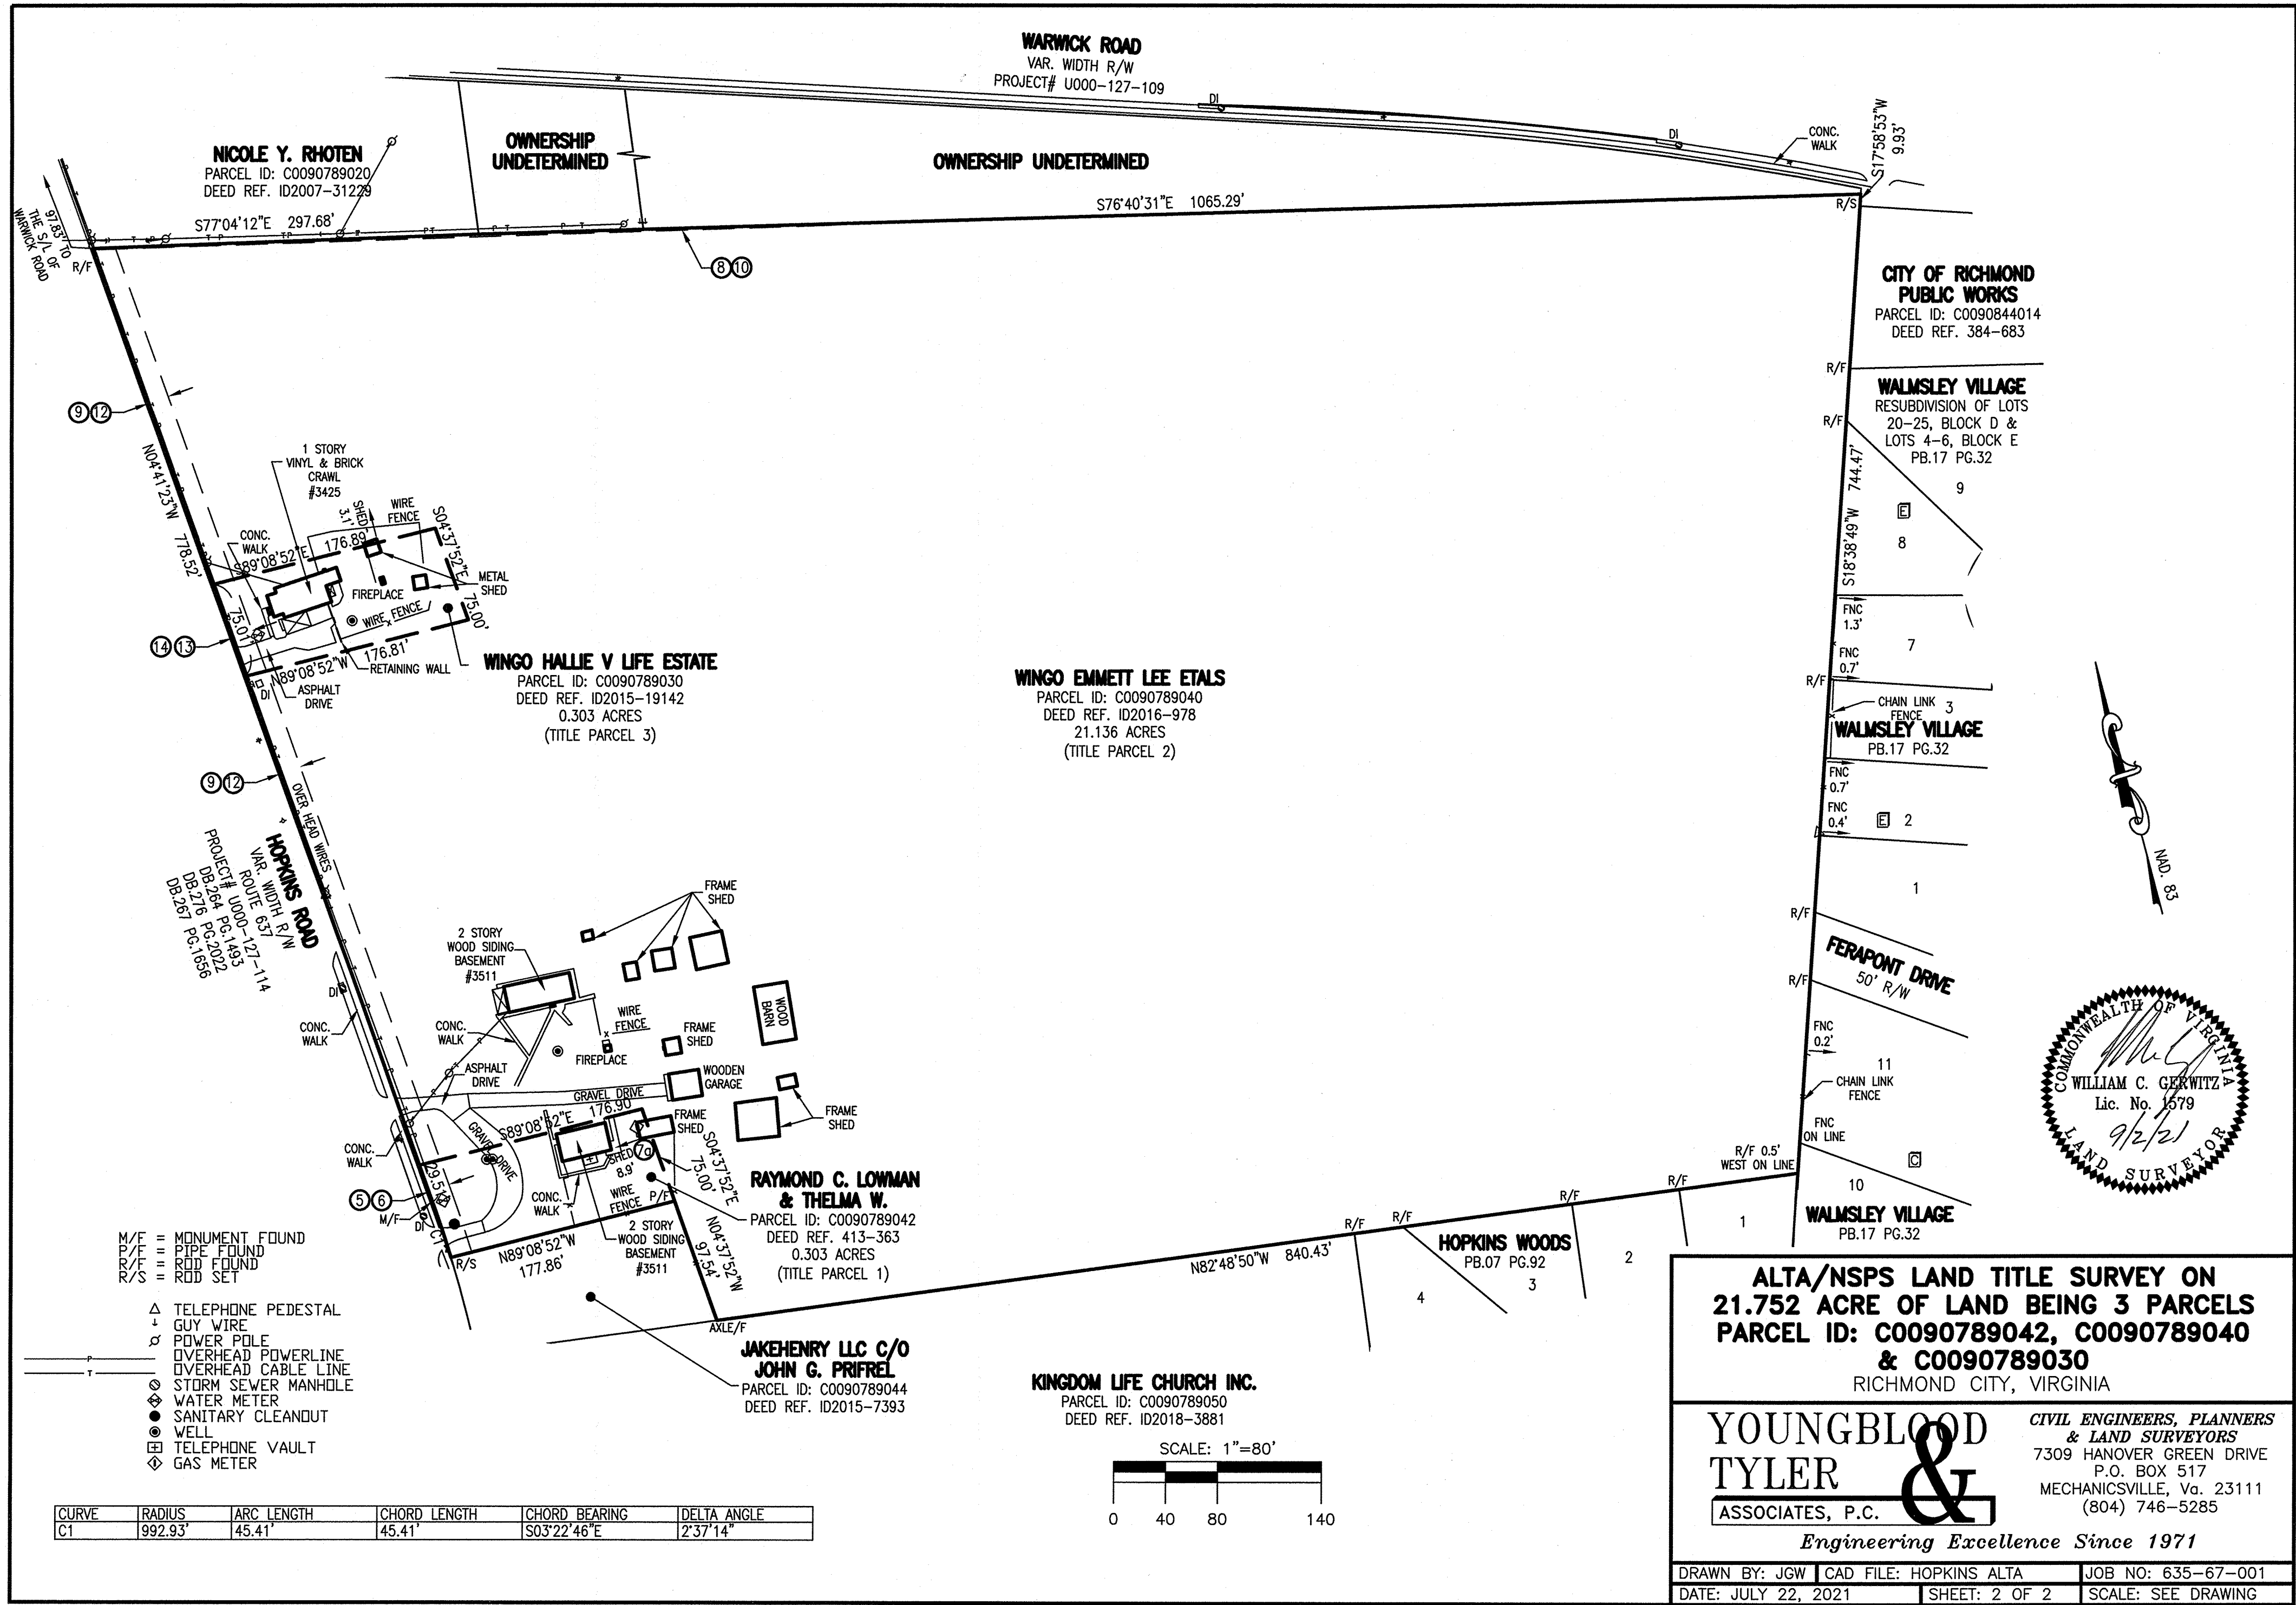 WARWICK ROAD
VAR. WIDTH R/W
PROJECT# U000-127-109
DI
DI
CONC.
WALK
S17°58'53"W
9.93'
NICOLE Y. RHOTEN
PARCEL ID: C0090789020
DEED REF. ID2007-31229
OWNERSHIP
UNDETERMINED
OWNERSHIP UNDETERMINED
S77°04'12"E 297.68'
S76°40'31"E 1065.29'
R/S
97.83' TO
THE S/L OF
WARWICK ROAD
R/F
8 10
CITY OF RICHMOND
PUBLIC WORKS
PARCEL ID: C0090844014
DEED REF. 384-683
R/F
WALMSLEY VILLAGE
RESUBDIVISION OF LOTS
20-25, BLOCK D &
LOTS 4-6, BLOCK E
PB.17 PG.32
R/F
S18°38'49"W 744.47'
9
E
8
FNC
1.3'
7
FNC
0.7'
R/F
CHAIN LINK
FENCE
3
WALMSLEY VILLAGE
PB.17 PG.32
FNC
0.7'
FNC
0.4'
E 2
1
R/F
FERAPONT DRIVE
50' R/W
R/F
FNC
0.2'
11
CHAIN LINK
FENCE
FNC
ON LINE
C
10
WALMSLEY VILLAGE
PB.17 PG.32
R/F 0.5'
WEST ON LINE
NAD. 83
COMMONWEALTH OF VIRGINIA
WILLIAM C. GERWITZ
Lic. No. 1579
9/2/21
LAND SURVEYOR
9 12
N04°41'23"W 778.52'
1 STORY
VINYL & BRICK
CRAWL
#3425
CONC.
WALK
S89°08'52"E 176.89'
SHED
3.1'
WIRE
FENCE
S04°37'52"E
75.00'
METAL
SHED
FIREPLACE
WIRE FENCE
75.01'
14 13
N89°08'52"W 176.81'
RETAINING WALL
DI
ASPHALT
DRIVE
WINGO HALLIE V LIFE ESTATE
PARCEL ID: C0090789030
DEED REF. ID2015-19142
0.303 ACRES
(TITLE PARCEL 3)
WINGO EMMETT LEE ETALS
PARCEL ID: C0090789040
DEED REF. ID2016-978
21.136 ACRES
(TITLE PARCEL 2)
9 12
OVER HEAD WIRES
HOPKINS ROAD
VAR. WIDTH R/W
ROUTE 637
PROJECT# U000-127-114
DB.264 PG.1493
DB.276 PG.2022
DB.267 PG.1656
DI
CONC.
WALK
FRAME
SHED
2 STORY
WOOD SIDING
BASEMENT
#3511
WOOD
BARN
CONC.
WALK
WIRE
FENCE
FIREPLACE
FRAME
SHED
ASPHALT
DRIVE
GRAVEL DRIVE
WOODEN
GARAGE
FRAME
SHED
S89°08'52"E 176.90'
FRAME
SHED
CONC.
WALK
GRAVEL DRIVE
29.51'
5 6
M/F
DI
C1
R/S
7a
SHED
8.9'
S04°37'52"E
75.00'
CONC.
WALK
WIRE
FENCE
P/F
2 STORY
WOOD SIDING
BASEMENT
#3511
N89°08'52"W
177.86'
N04°37'52"W
97.54'
AXLE/F
RAYMOND C. LOWMAN
& THELMA W.
PARCEL ID: C0090789042
DEED REF. 413-363
0.303 ACRES
(TITLE PARCEL 1)
N82°48'50"W 840.43'
R/F
R/F
R/F
R/F
HOPKINS WOODS
PB.07 PG.92
4
3
2
1
JAKEHENRY LLC C/O
JOHN G. PRIFREL
PARCEL ID: C0090789044
DEED REF. ID2015-7393
KINGDOM LIFE CHURCH INC.
PARCEL ID: C0090789050
DEED REF. ID2018-3881
SCALE: 1"=80'
0 40 80 140
M/F = MONUMENT FOUND
P/F = PIPE FOUND
R/F = ROD FOUND
R/S = ROD SET
TELEPHONE PEDESTAL
GUY WIRE
POWER POLE
P OVERHEAD POWERLINE
T OVERHEAD CABLE LINE
STORM SEWER MANHOLE
WATER METER
SANITARY CLEANOUT
WELL
TELEPHONE VAULT
GAS METER
CURVE RADIUS ARC LENGTH CHORD LENGTH CHORD BEARING DELTA ANGLE
C1 992.93' 45.41' 45.41' S03°22'46"E 2°37'14"
ALTA/NSPS LAND TITLE SURVEY ON
21.752 ACRE OF LAND BEING 3 PARCELS
PARCEL ID: C0090789042, C0090789040
& C0090789030
RICHMOND CITY, VIRGINIA
YOUNGBLOOD
TYLER &
ASSOCIATES, P.C.
CIVIL ENGINEERS, PLANNERS
& LAND SURVEYORS
7309 HANOVER GREEN DRIVE
P.O. BOX 517
MECHANICSVILLE, Va. 23111
(804) 746-5285
Engineering Excellence Since 1971
DRAWN BY: JGW CAD FILE: HOPKINS ALTA JOB NO: 635-67-001
DATE: JULY 22, 2021 SHEET: 2 OF 2 SCALE: SEE DRAWING